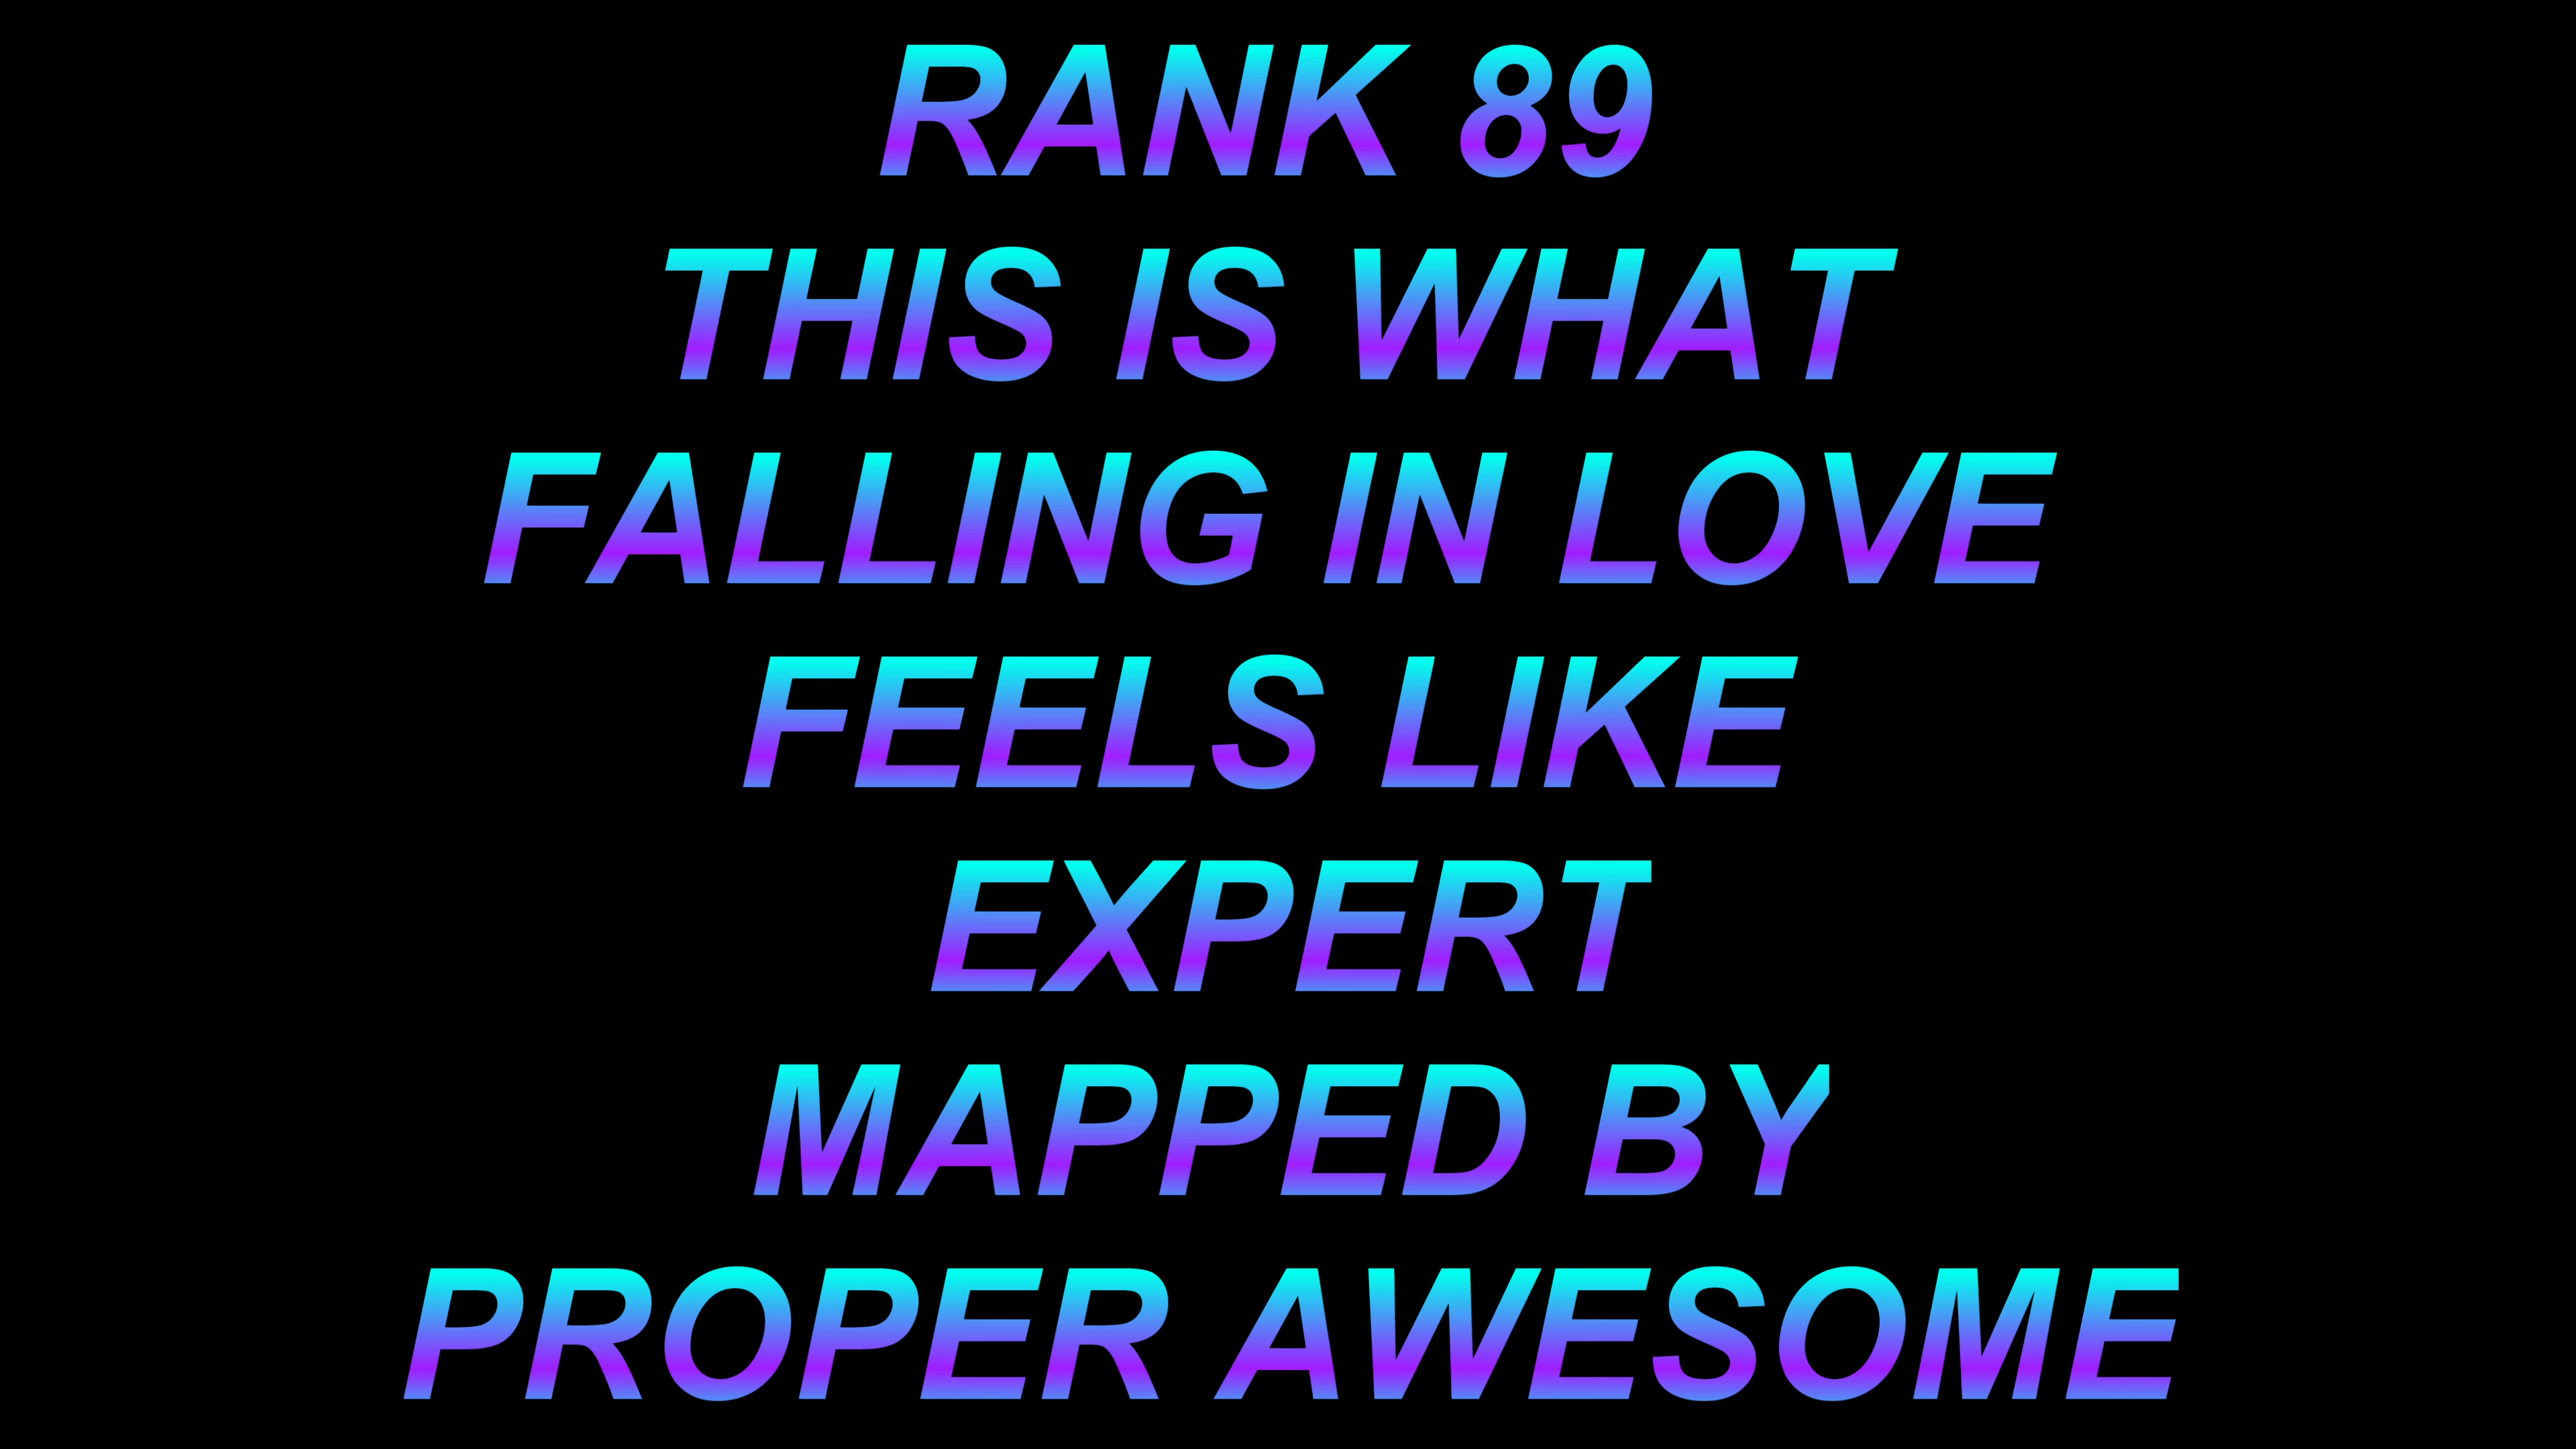 RANK 89
THIS IS WHAT
FALLING IN LOVE
FEELS LIKE
EXPERT
MAPPED BY
PROPER AWESOME